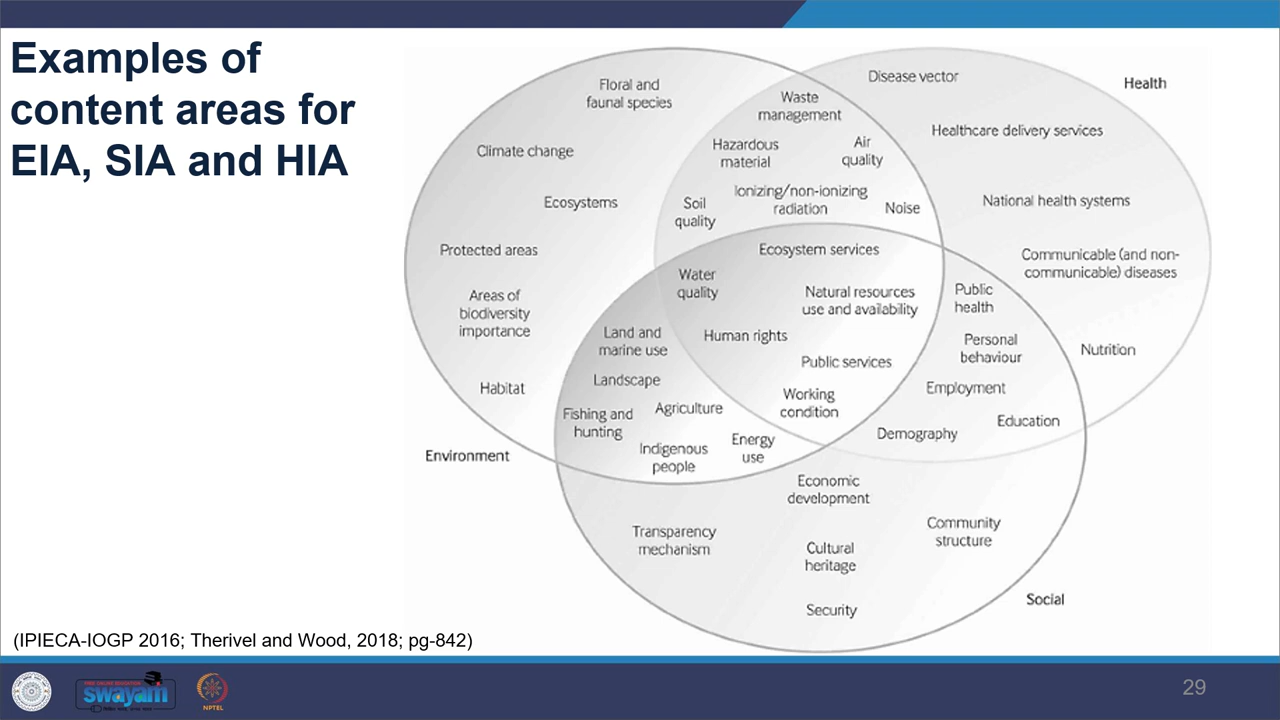 Examples of
content areas for
EIA, SIA and HIA
Floral and
faunal species
Climate change
Ecosystems
Protected areas
Areas of
biodiversity
importance
Habitat
Environment
Waste
management
Hazardous
material
Air
quality
Ionizing/non-ionizing
radiation
Soil
quality
Noise
Disease vector
Health
Healthcare delivery services
National health systems
Communicable (and non-
communicable) diseases
Nutrition
Ecosystem services
Water
quality
Natural resources
use and availability
Human rights
Public services
Working
condition
Public
health
Personal
behaviour
Employment
Education
Demography
Land and
marine use
Landscape
Fishing and
hunting
Agriculture
Indigenous
people
Energy
use
Economic
development
Transparency
mechanism
Cultural
heritage
Community
structure
Security
Social
(IPIECA-IOGP 2016; Therivel and Wood, 2018; pg-842)
swayam
NPTEL
29